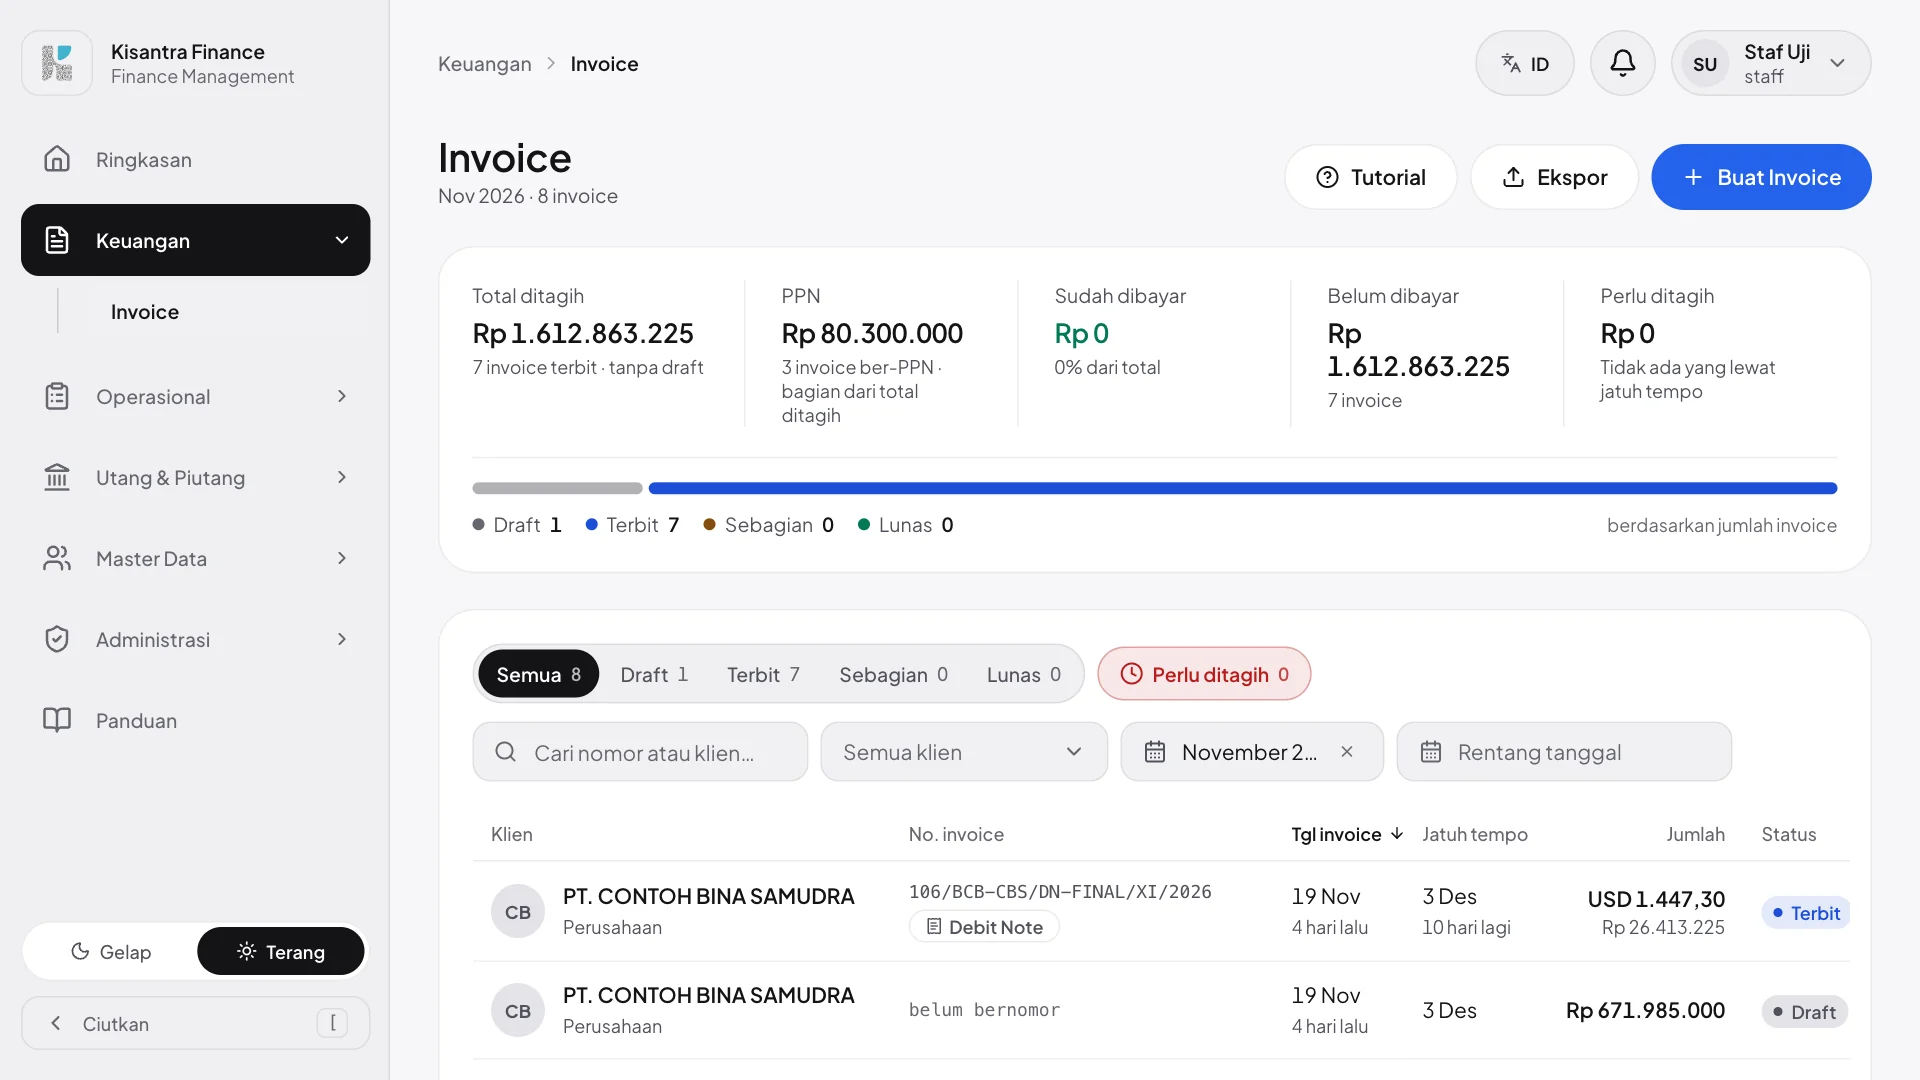 Kisantra Finance
Finance Management
Ringkasan
Keuangan
Invoice
Operasional
Utang & Piutang
Master Data
Administrasi
Panduan
Gelap
Terang
Ciutkan
[
Keuangan > Invoice
ID
SU
Staf Uji
staff
Invoice
Nov 2026 · 8 invoice
Tutorial
Ekspor
+ Buat Invoice
Total ditagih
Rp 1.612.863.225
7 invoice terbit · tanpa draft
PPN
Rp 80.300.000
3 invoice ber-PPN ·
bagian dari total
ditagih
Sudah dibayar
Rp 0
0% dari total
Belum dibayar
Rp
1.612.863.225
7 invoice
Perlu ditagih
Rp 0
Tidak ada yang lewat
jatuh tempo
Draft 1 Terbit 7 Sebagian 0 Lunas 0
berdasarkan jumlah invoice
Semua 8 Draft 1 Terbit 7 Sebagian 0 Lunas 0 Perlu ditagih 0
Cari nomor atau klien...
Semua klien
November 2...
Rentang tanggal
Klien No. invoice Tgl invoice Jatuh tempo Jumlah Status
CB
PT. CONTOH BINA SAMUDRA
Perusahaan
106/BCB-CBS/DN-FINAL/XI/2026
Debit Note
19 Nov
4 hari lalu
3 Des
10 hari lagi
USD 1.447,30
Rp 26.413.225
Terbit
CB
PT. CONTOH BINA SAMUDRA
Perusahaan
belum bernomor
19 Nov
4 hari lalu
3 Des
Rp 671.985.000
Draft